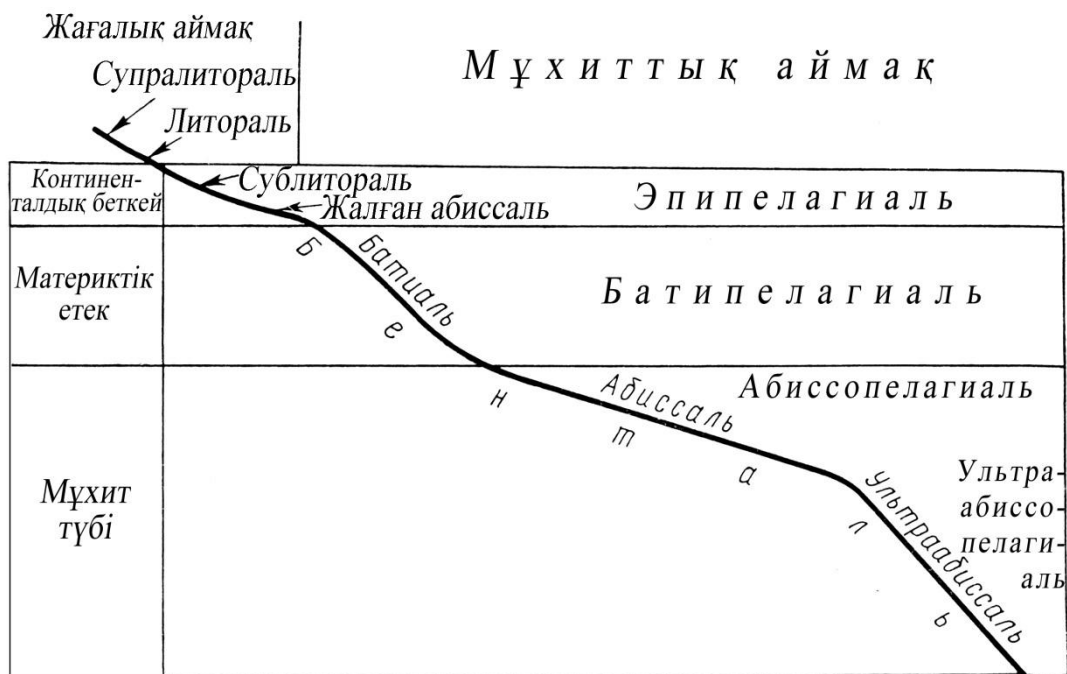 Жағалық аймақ
Мұхиттық аймақ
Супралитораль
Литораль
Континен-
талдық беткей
Сублитораль
Жалған абиссаль
Эпипелагиаль
Материктік
етек
Батиаль
Батипелагиаль
Бенталь
Абиссаль
Абиссопелагиаль
Мұхит
түбі
Ультраабиссаль
Ультра-
абиссо-
пелаги-
аль